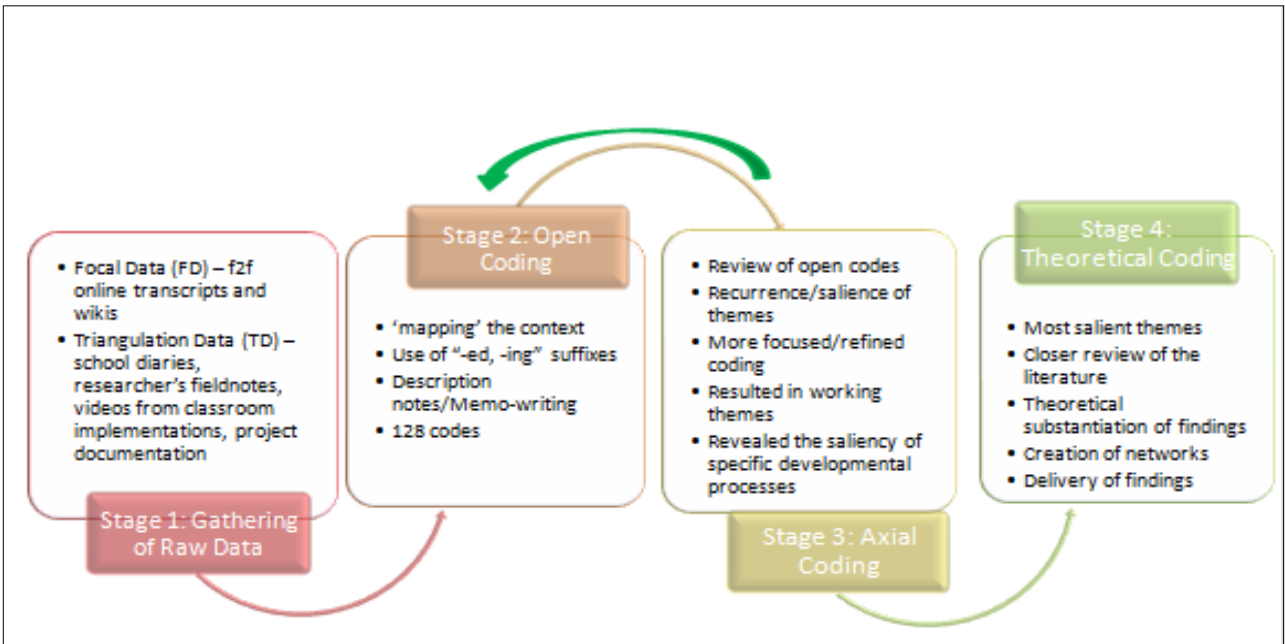 • Focal Data (FD) – f2f
online transcripts and
wikis
• Triangulation Data (TD) –
school diaries,
researcher's fieldnotes,
videos from classroom
implementations, project
documentation
Stage 1: Gathering
of Raw Data
Stage 2: Open
Coding
• ‘mapping’ the context
• Use of “-ed, -ing” suffixes
• Description
notes/Memo-writing
• 128 codes
• Review of open codes
• Recurrence/salience of
themes
• More focused/refined
coding
• Resulted in working
themes
• Revealed the saliency of
specific developmental
processes
Stage 3: Axial
Coding
Stage 4:
Theoretical Coding
• Most salient themes
• Closer review of the
literature
• Theoretical
substantiation of findings
• Creation of networks
• Delivery of findings